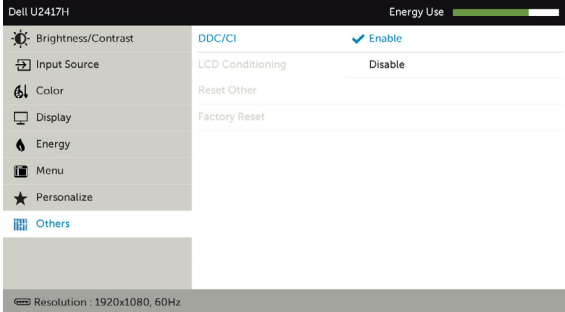 Dell U2417H Energy Use
Brightness/Contrast DDC/CI Enable
Input Source LCD Conditioning Disable
Color Reset Other
Display Factory Reset
Energy
Menu
Personalize
Others
Resolution : 1920x1080, 60Hz